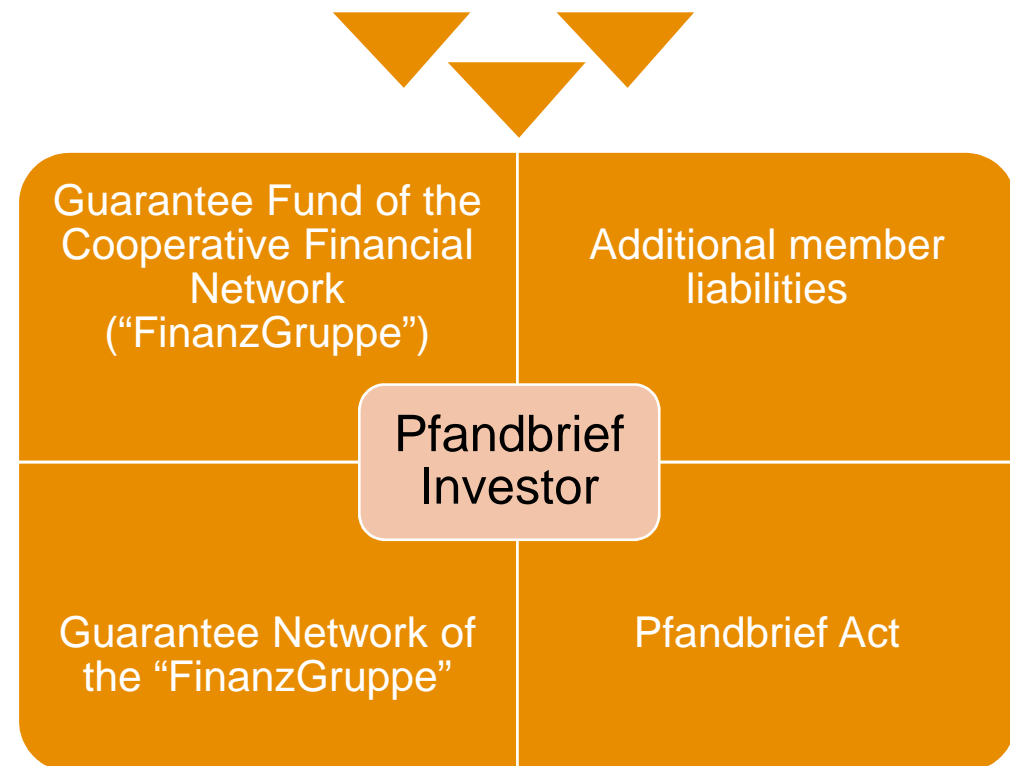 Guarantee Fund of the
Cooperative Financial
Network
(“FinanzGruppe”)
Additional member
liabilities
Pfandbrief
Investor
Guarantee Network of
the “FinanzGruppe”
Pfandbrief Act